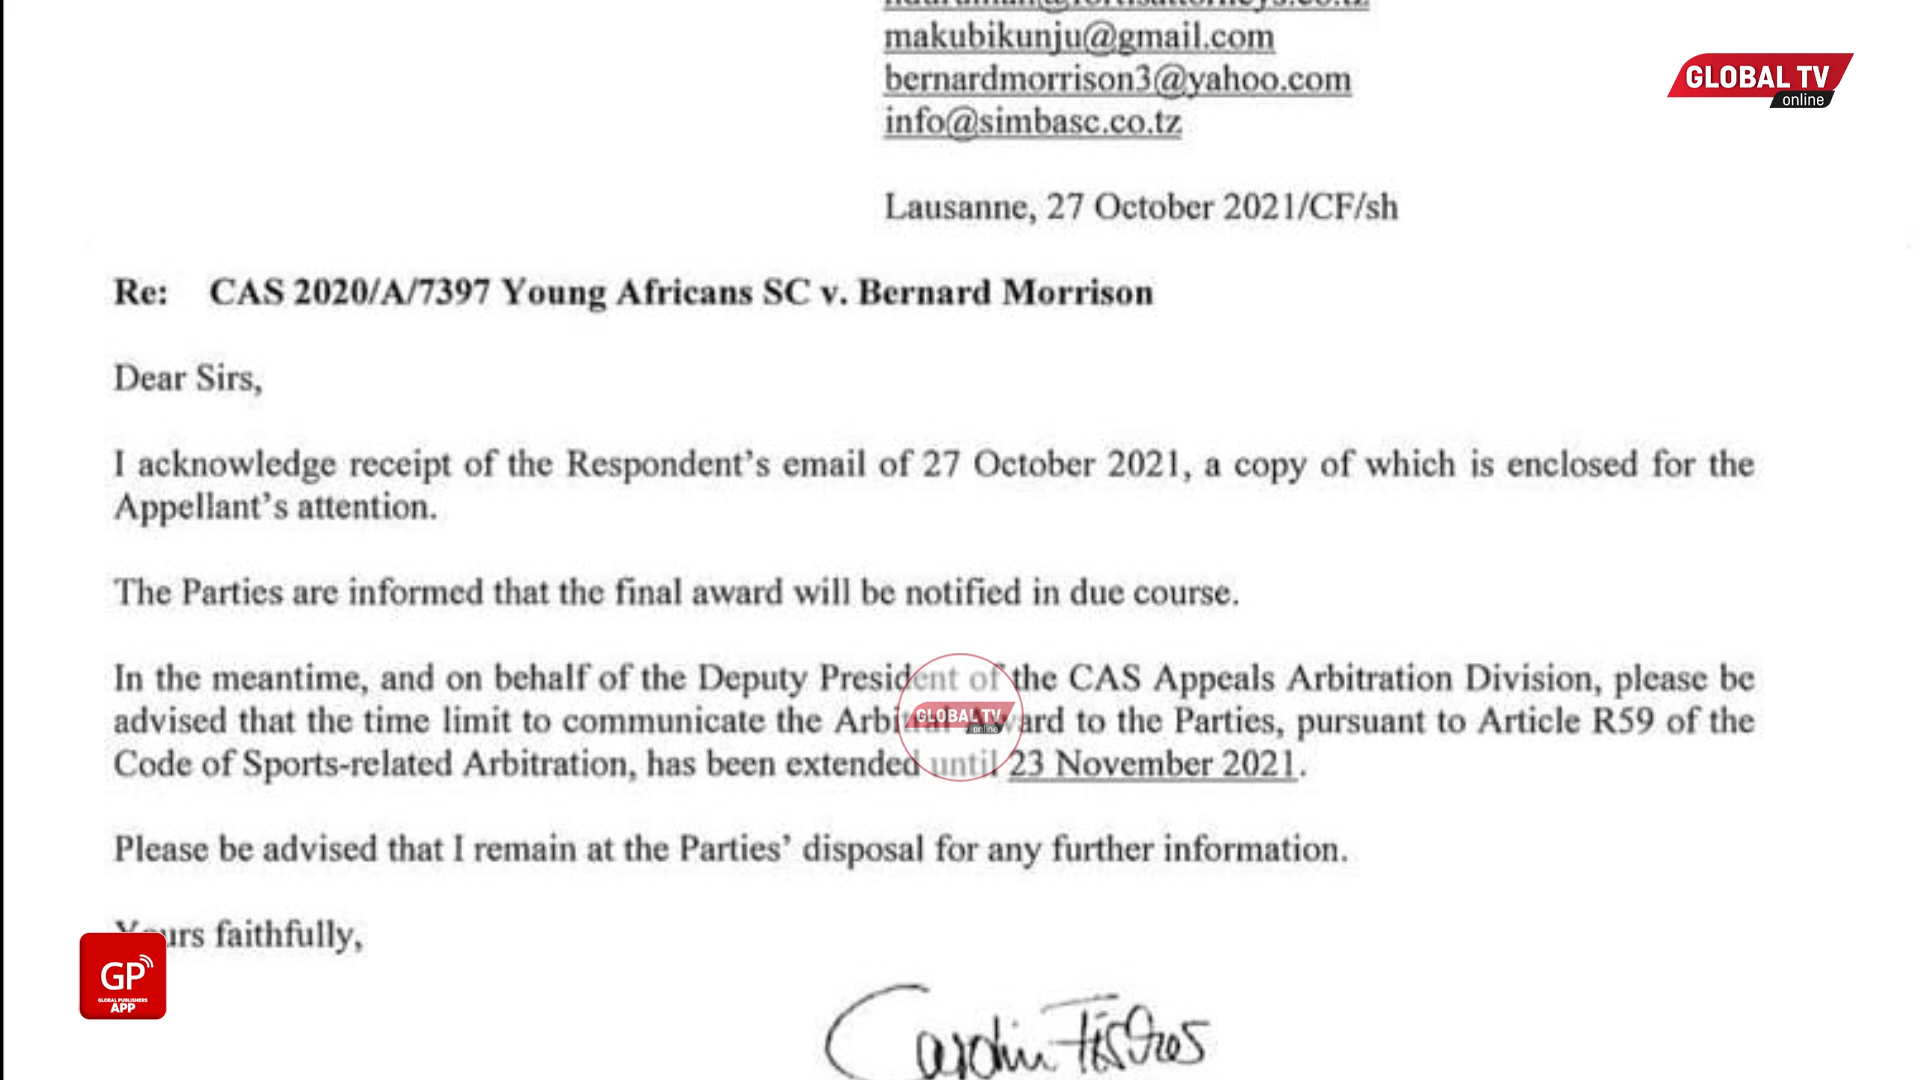 makubikunju@gmail.com
bernardmorrison3@yahoo.com
info@simbasc.co.tz
GLOBAL TV
online
Lausanne, 27 October 2021/CF/sh
Re: CAS 2020/A/7397 Young Africans SC v. Bernard Morrison
Dear Sirs,
I acknowledge receipt of the Respondent’s email of 27 October 2021, a copy of which is enclosed for the
Appellant’s attention.
The Parties are informed that the final award will be notified in due course.
In the meantime, and on behalf of the Deputy President of the CAS Appeals Arbitration Division, please be
advised that the time limit to communicate the Award to the Parties, pursuant to Article R59 of the
Code of Sports-related Arbitration, has been extended until 23 November 2021.
GLOBAL TV
online
Please be advised that I remain at the Parties’ disposal for any further information.
Yours faithfully,
GP
GLOBAL PUBLISHERS
APP